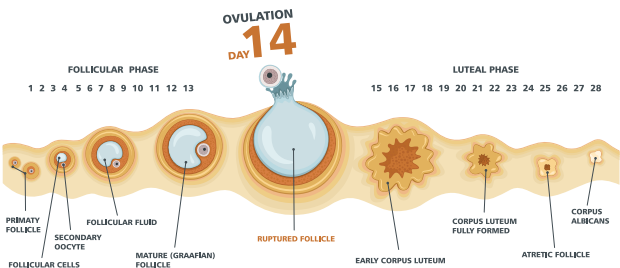 OVULATION
DAY 14
FOLLICULAR PHASE
1 2 3 4 5 6 7 8 9 10 11 12 13
LUTEAL PHASE
15 16 17 18 19 20 21 22 23 24 25 26 27 28
PRIMATY
FOLLICLE
FOLLICULAR CELLS
SECONDARY
OOCYTE
FOLLICULAR FLUID
MATURE (GRAAFIAN)
FOLLICLE
RUPTURED FOLLICLE
EARLY CORPUS LUTEUM
CORPUS LUTEUM
FULLY FORMED
ATRETIC FOLLICLE
CORPUS
ALBICANS